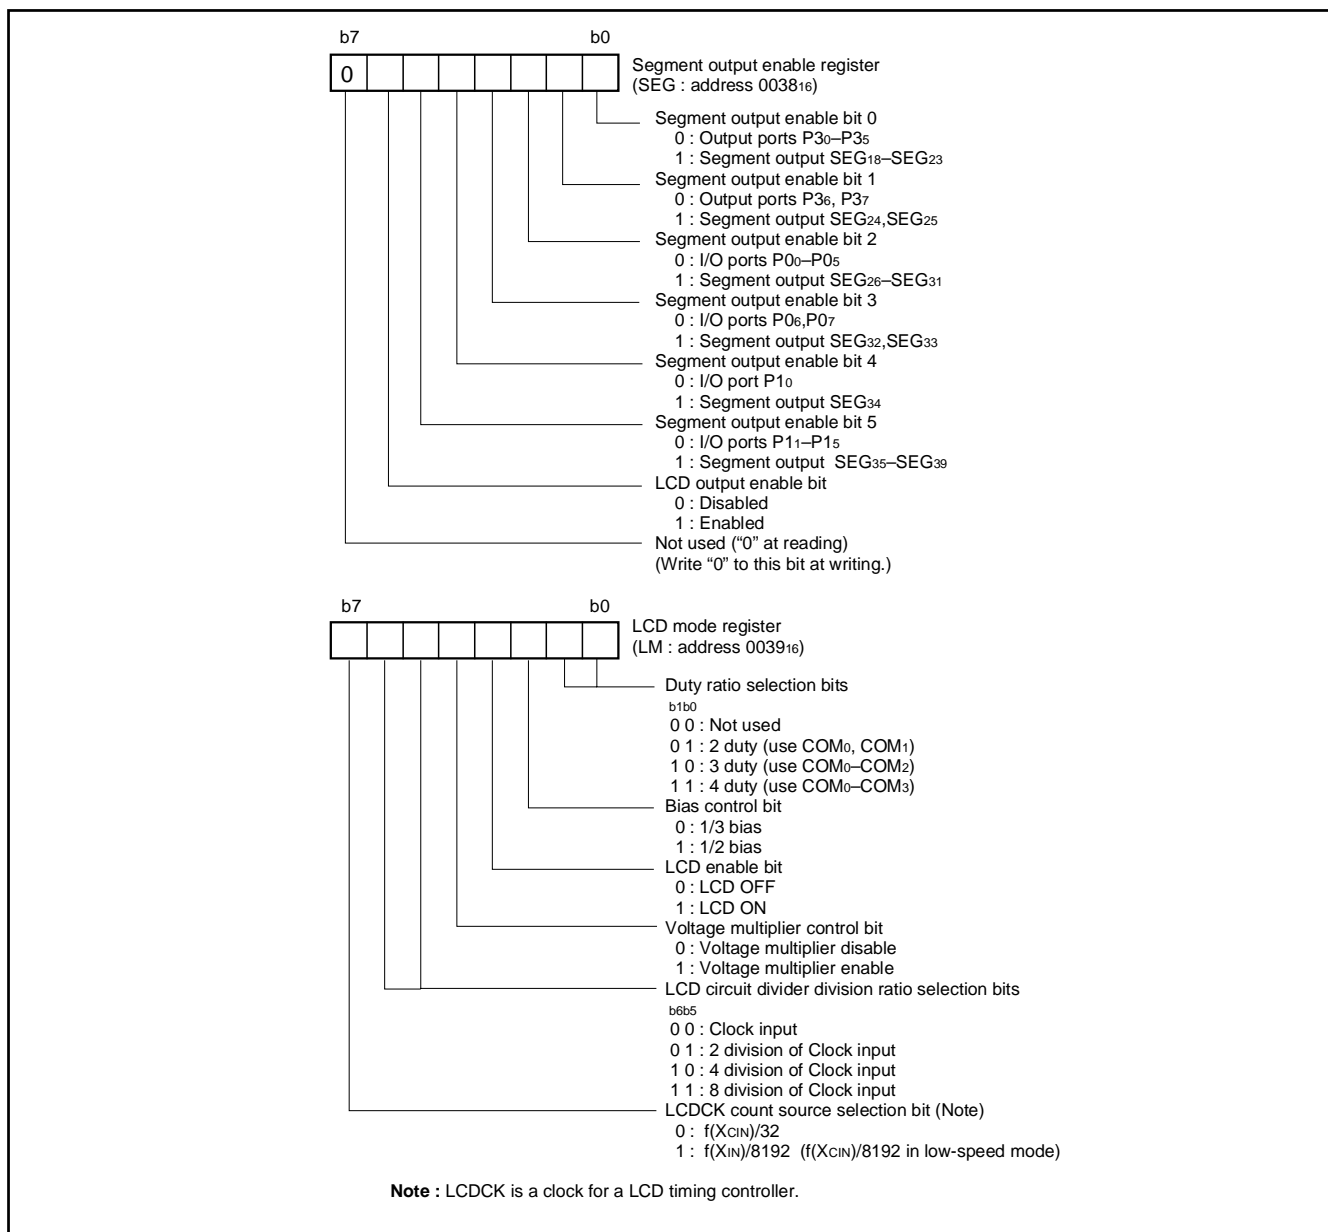 b7 b0
0
Segment output enable register
(SEG : address 003816)
Segment output enable bit 0
0 : Output ports P30–P35
1 : Segment output SEG18–SEG23
Segment output enable bit 1
0 : Output ports P36, P37
1 : Segment output SEG24,SEG25
Segment output enable bit 2
0 : I/O ports P00–P05
1 : Segment output SEG26–SEG31
Segment output enable bit 3
0 : I/O ports P06,P07
1 : Segment output SEG32,SEG33
Segment output enable bit 4
0 : I/O port P10
1 : Segment output SEG34
Segment output enable bit 5
0 : I/O ports P11–P15
1 : Segment output SEG35–SEG39
LCD output enable bit
0 : Disabled
1 : Enabled
Not used (“0” at reading)
(Write “0” to this bit at writing.)
b7 b0
LCD mode register
(LM : address 003916)
Duty ratio selection bits
b1b0
0 0 : Not used
0 1 : 2 duty (use COM0, COM1)
1 0 : 3 duty (use COM0–COM2)
1 1 : 4 duty (use COM0–COM3)
Bias control bit
0 : 1/3 bias
1 : 1/2 bias
LCD enable bit
0 : LCD OFF
1 : LCD ON
Voltage multiplier control bit
0 : Voltage multiplier disable
1 : Voltage multiplier enable
LCD circuit divider division ratio selection bits
b6b5
0 0 : Clock input
0 1 : 2 division of Clock input
1 0 : 4 division of Clock input
1 1 : 8 division of Clock input
LCDCK count source selection bit (Note)
0 : f(XCIN)/32
1 : f(XIN)/8192 (f(XCIN)/8192 in low-speed mode)
Note : LCDCK is a clock for a LCD timing controller.